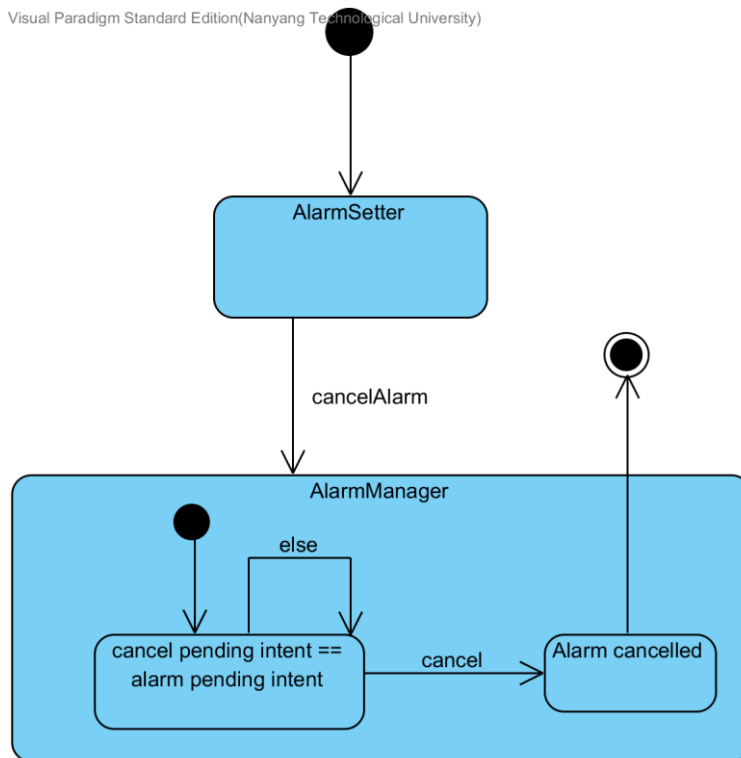 Visual Paradigm Standard Edition(Nanyang Technological University)
AlarmSetter
cancelAlarm
AlarmManager
else
cancel pending intent ==
alarm pending intent
cancel
Alarm cancelled